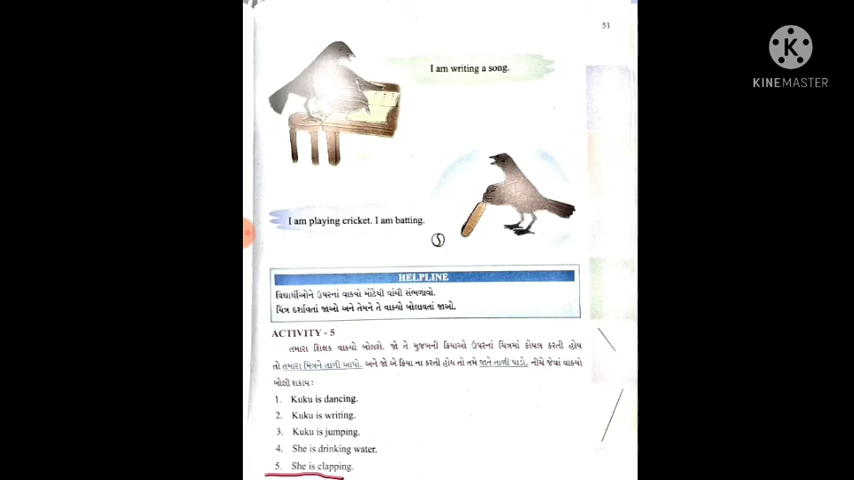 51
K
KINEMASTER
I am writing a song.
I am playing cricket. I am batting.
HELPLINE
વિદ્યાર્થીઓને ઉપરનાં વાક્યો મોટેથી વાંચી સંભળાવો.
ચિત્ર દર્શાવતાં જાઓ અને તેમને તે વાક્યો બોલાવતાં જાઓ.
ACTIVITY - 5
તમારા શિક્ષક વાક્યો બોલશે. જો તે મુજબની ક્રિયાઓ ઉપરનાં ચિત્રમાં કોયલ કરતી હોય
તો તમારા મિત્રને તાળી આપો. અને જો એ ક્રિયા ના કરતી હોય તો તમે જાતે તાળી પાડો. નીચે જેવાં વાક્યો
બોલી શકાય:
1. Kuku is dancing.
2. Kuku is writing.
3. Kuku is jumping.
4. She is drinking water.
5. She is clapping.